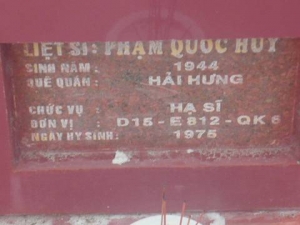 LIỆT SĨ: PHẠM QUỐC HUY
SINH NĂM : 1944
QUÊ QUÁN : HẢI HƯNG
CHỨC VỤ : HẠ SĨ
ĐƠN VỊ : D15 - E812 - QK6
NGÀY HY SINH: 1975